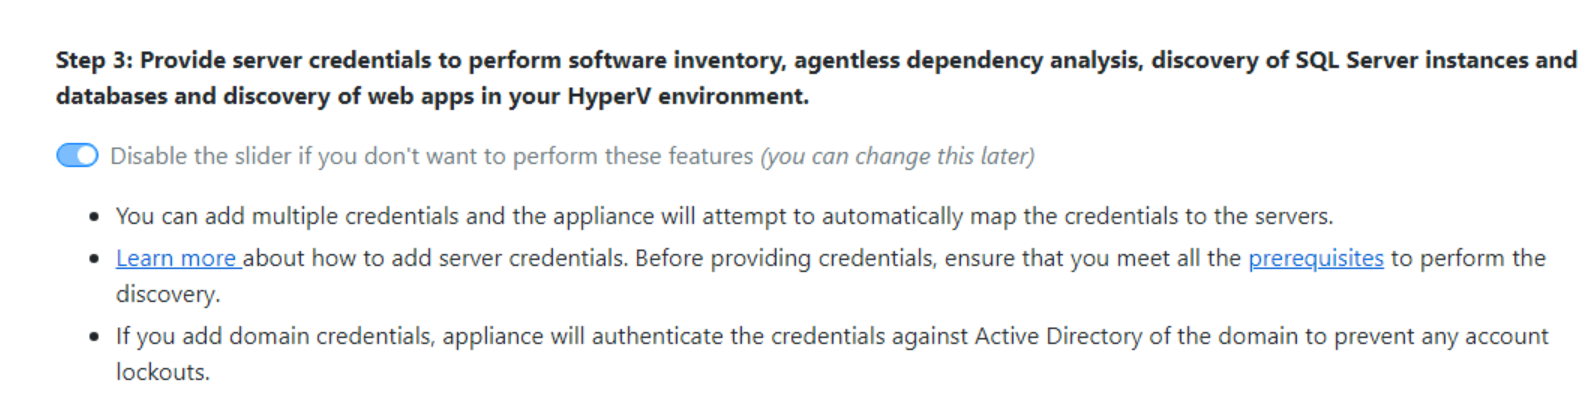 Step 3: Provide server credentials to perform software inventory, agentless dependency analysis, discovery of SQL Server instances and
databases and discovery of web apps in your HyperV environment.
Disable the slider if you don't want to perform these features (you can change this later)
• You can add multiple credentials and the appliance will attempt to automatically map the credentials to the servers.
• Learn more about how to add server credentials. Before providing credentials, ensure that you meet all the prerequisites to perform the
discovery.
• If you add domain credentials, appliance will authenticate the credentials against Active Directory of the domain to prevent any account
lockouts.